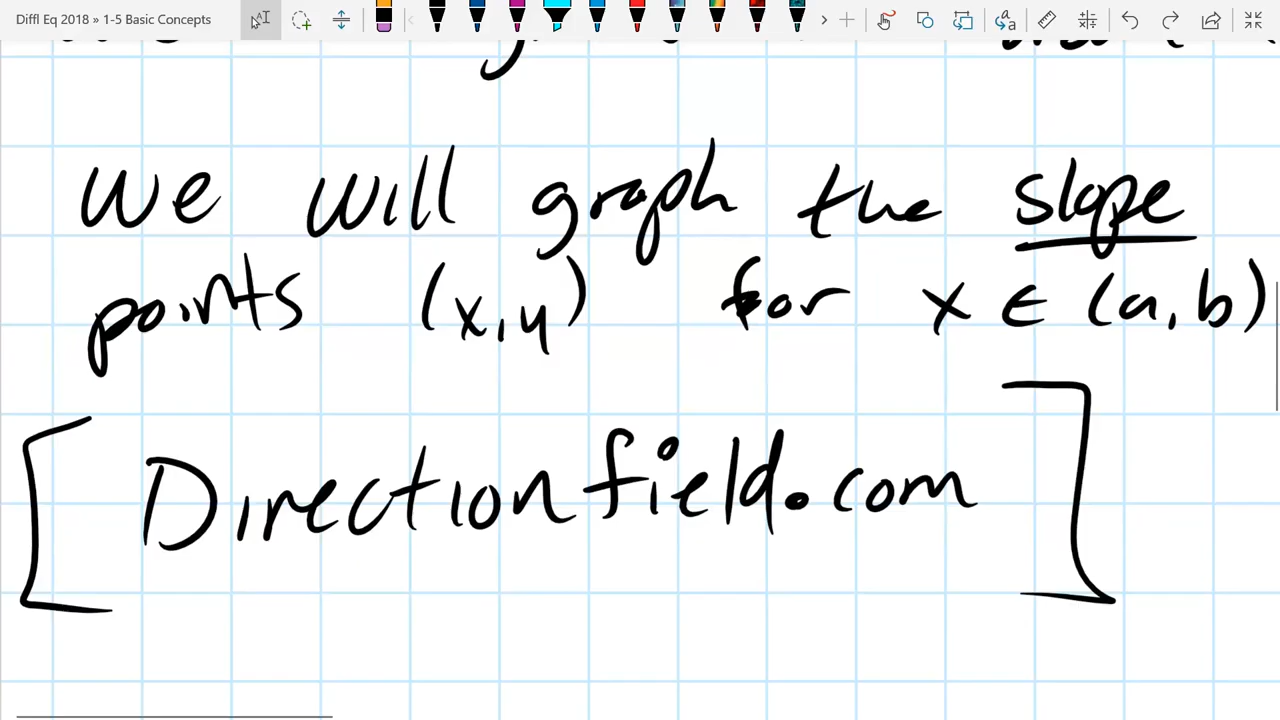 Diffl Eq 2018 » 1-5 Basic Concepts
We will graph the slope
points (x,y) for x ∈ (a,b)
[ Directionfield.com ]